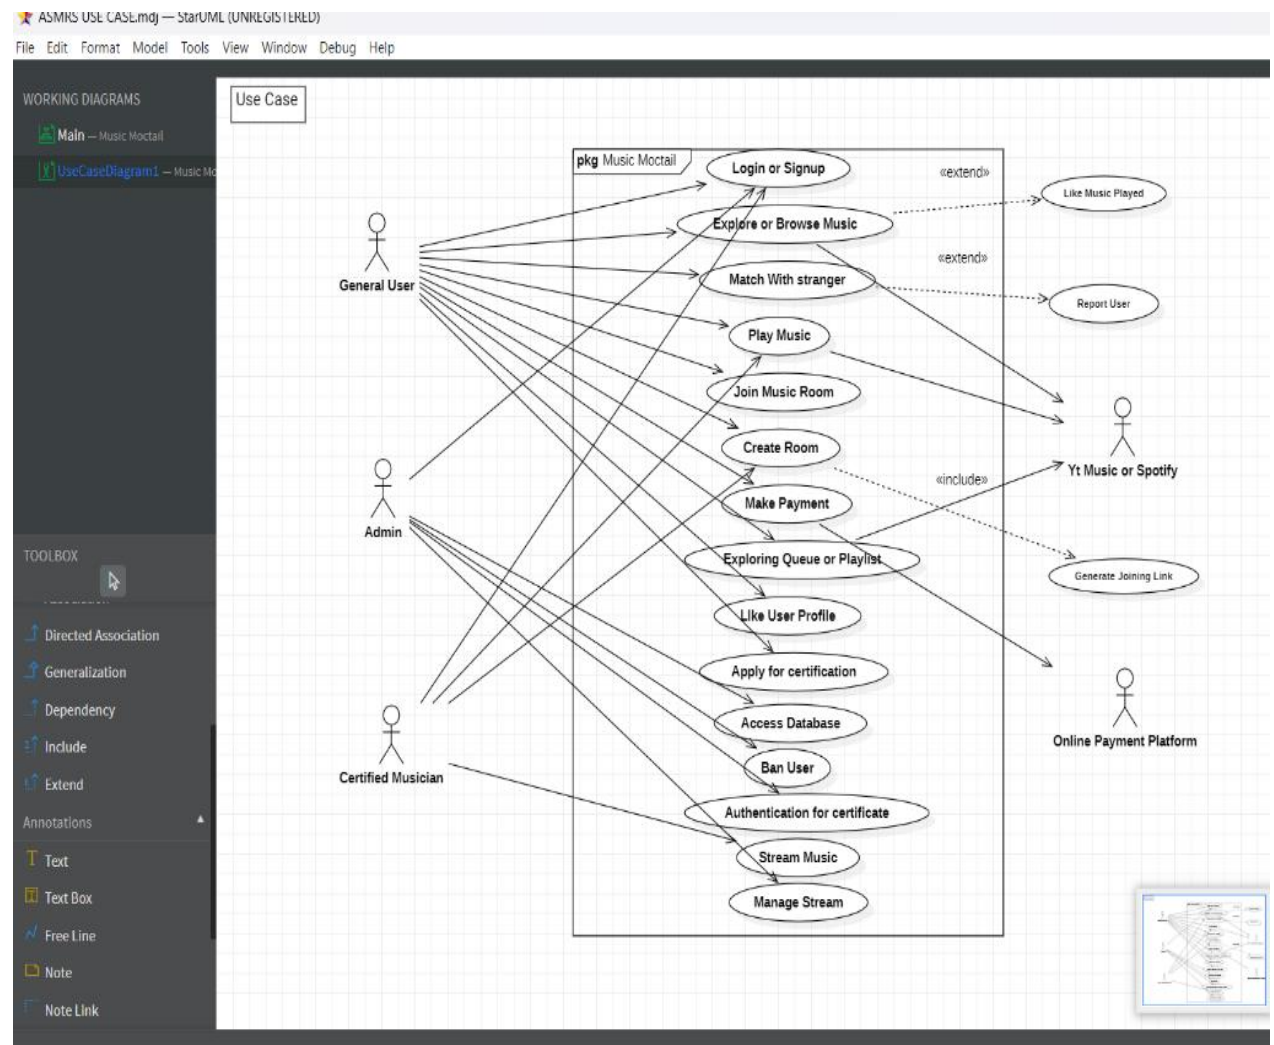 ASMRS USE CASE.mdj — StarUML (UNREGISTERED)
File Edit Format Model Tools View Window Debug Help
WORKING DIAGRAMS
Main — Music Moctail
UseCaseDiagram1 — Music Mo
TOOLBOX
Directed Association
Generalization
Dependency
Include
Extend
Annotations
Text
Text Box
Free Line
Note
Note Link
Use Case
pkg Music Moctail
General User
Admin
Certified Musician
Login or Signup
Explore or Browse Music
Match With stranger
Play Music
Join Music Room
Create Room
Make Payment
Exploring Queue or Playlist
Like User Profile
Apply for certification
Access Database
Ban User
Authentication for certificate
Stream Music
Manage Stream
«extend»
Like Music Played
«extend»
Report User
Yt Music or Spotify
«include»
Generate Joining Link
Online Payment Platform